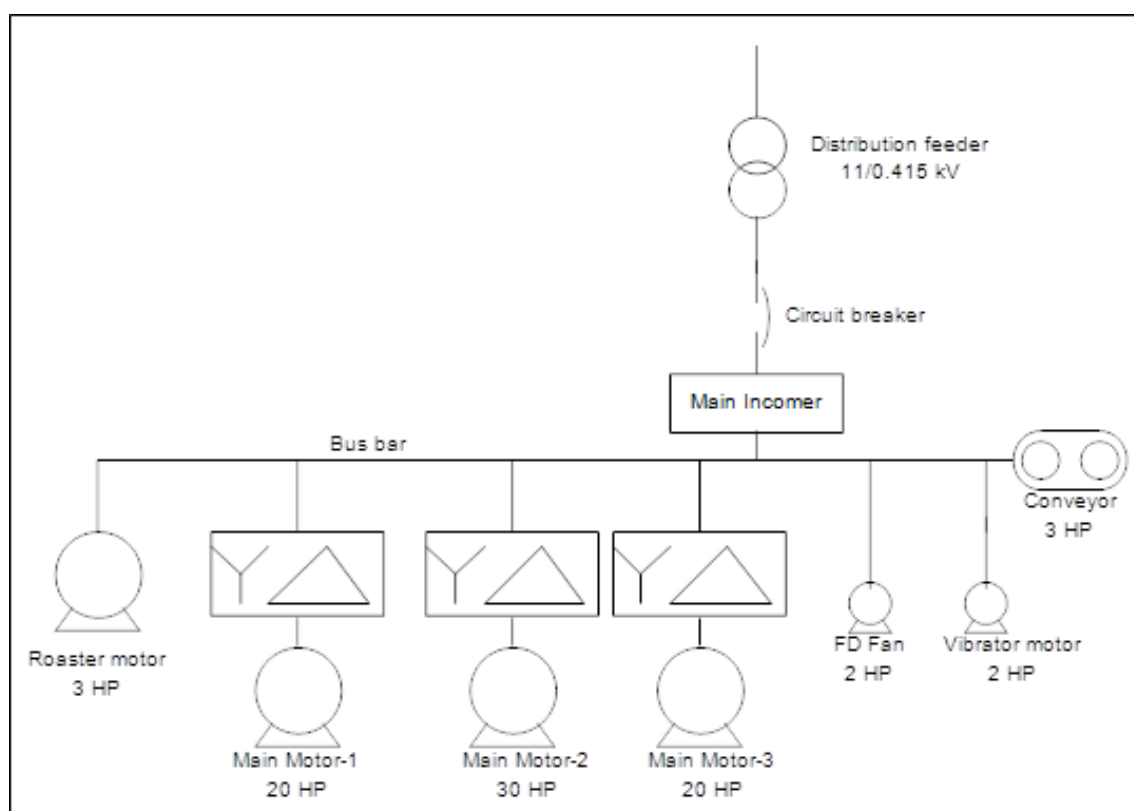 Distribution feeder
11/0.415 kV
Circuit breaker
Main Incomer
Bus bar
Conveyor
3 HP
Roaster motor
3 HP
FD Fan
2 HP
Vibrator motor
2 HP
Main Motor-1
20 HP
Main Motor-2
30 HP
Main Motor-3
20 HP